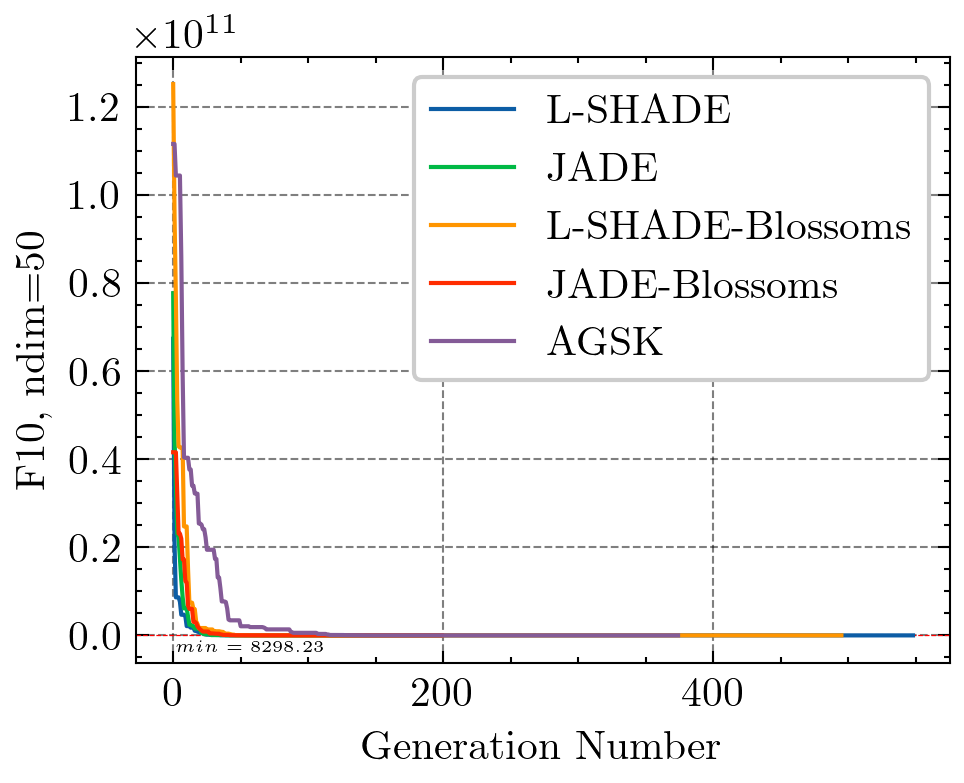 ×10^11
F10, ndim=50
1.2
1.0
0.8
0.6
0.4
0.2
0.0
L-SHADE
JADE
L-SHADE-Blossoms
JADE-Blossoms
AGSK
min = 8298.23
0 200 400
Generation Number